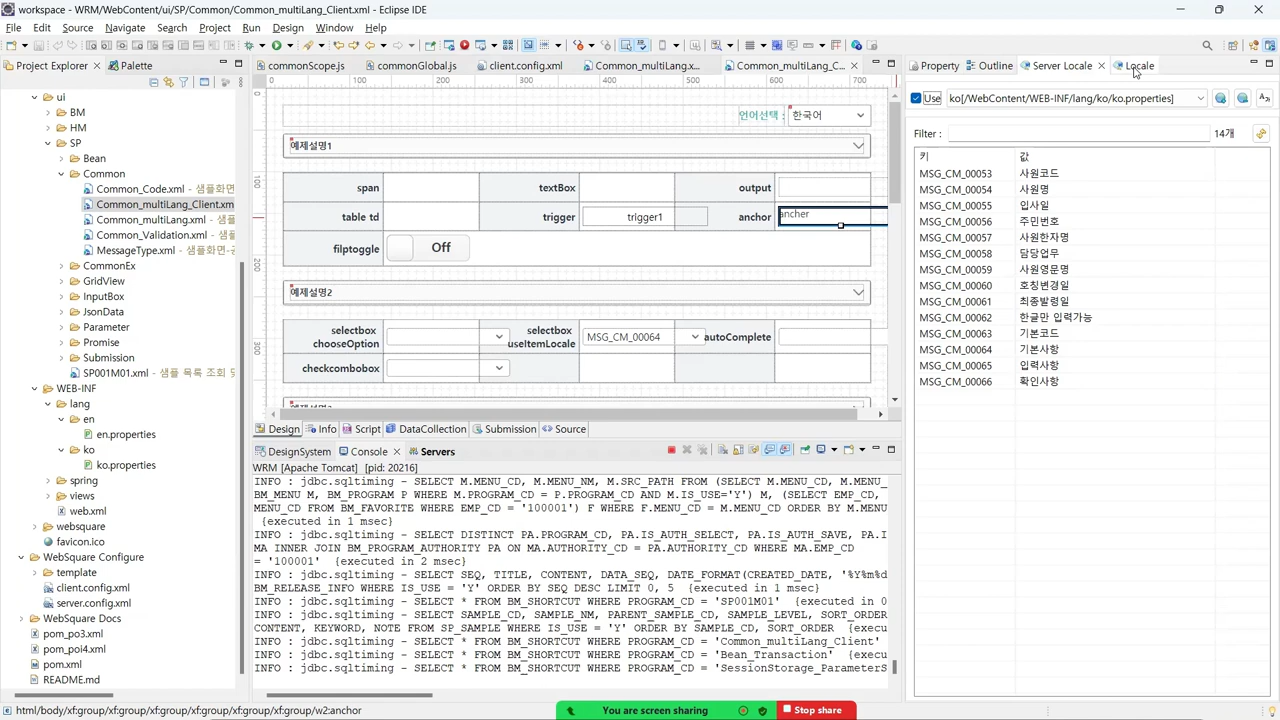 workspace - WRM/WebContent/ui/SP/Common/Common_multiLang_Client.xml - Eclipse IDE
File Edit Source Navigate Search Project Run Design Window Help
Project Explorer Palette
ui
BM
HM
SP
Bean
Common
Common_Code.xml - 샘플화면
Common_multiLang_Client.xm
Common_multiLang.xml - 샘플
Common_Validation.xml - 샘플
MessageType.xml - 샘플화면-공
CommonEx
GridView
InputBox
JsonData
Parameter
Promise
Submission
SP001M01.xml - 샘플 목록 조회 및
WEB-INF
lang
en
en.properties
ko
ko.properties
spring
views
web.xml
websquare
favicon.ico
WebSquare Configure
template
client.config.xml
server.config.xml
WebSquare Docs
pom_po3.xml
pom_poi4.xml
pom.xml
README.md
commonScope.js commonGlobal.js client.config.xml Common_multiLang.x... Common_multiLang_C...
0 100 200 300 400 500 600 700
0
100
200
300
언어선택 : 한국어
예제설명1
span textBox output
table td trigger trigger1 anchor ancher
filptoggle Off
예제설명2
selectbox chooseOption selectbox useItemLocale MSG_CM_00064 autoComplete
checkcombobox
Design Info Script DataCollection Submission Source
DesignSystem Console Servers
WRM [Apache Tomcat] [pid: 20216]
INFO : jdbc.sqltiming - SELECT M.MENU_CD, M.MENU_NM, M.SRC_PATH FROM (SELECT M.MENU_CD, M.MENU
BM_MENU M, BM_PROGRAM P WHERE M.PROGRAM_CD = P.PROGRAM_CD AND M.IS_USE='Y') M, (SELECT EMP_CD,
MENU_CD FROM BM_FAVORITE WHERE EMP_CD = '100001') F WHERE F.MENU_CD = M.MENU_CD ORDER BY M.MENU
{executed in 1 msec}
INFO : jdbc.sqltiming - SELECT DISTINCT PA.PROGRAM_CD, PA.IS_AUTH_SELECT, PA.IS_AUTH_SAVE, PA.I
MA INNER JOIN BM_PROGRAM_AUTHORITY PA ON MA.AUTHORITY_CD = PA.AUTHORITY_CD WHERE MA.EMP_CD
= '100001' {executed in 2 msec}
INFO : jdbc.sqltiming - SELECT SEQ, TITLE, CONTENT, DATA_SEQ, DATE_FORMAT(CREATED_DATE, '%Y%m%d
BM_RELEASE_INFO WHERE IS_USE = 'Y' ORDER BY SEQ DESC LIMIT 0, 5 {executed in 1 msec}
INFO : jdbc.sqltiming - SELECT * FROM BM_SHORTCUT WHERE PROGRAM_CD = 'SP001M01' {executed in 0
INFO : jdbc.sqltiming - SELECT SAMPLE_CD, SAMPLE_NM, PARENT_SAMPLE_CD, SAMPLE_LEVEL, SORT_ORDER
CONTENT, KEYWORD, NOTE FROM SP_SAMPLE WHERE IS_USE = 'Y' ORDER BY SAMPLE_CD, SORT_ORDER {execu
INFO : jdbc.sqltiming - SELECT * FROM BM_SHORTCUT WHERE PROGRAM_CD = 'Common_multiLang_Client'
INFO : jdbc.sqltiming - SELECT * FROM BM_SHORTCUT WHERE PROGRAM_CD = 'Bean_Transaction' {execu
INFO : jdbc.sqltiming - SELECT * FROM BM_SHORTCUT WHERE PROGRAM_CD = 'SessionStorage_ParameterS
Property Outline Server Locale Locale
Use ko[/WebContent/WEB-INF/lang/ko/ko.properties]
Filter : 14개
키 값
MSG_CM_00053 사원코드
MSG_CM_00054 사원명
MSG_CM_00055 입사일
MSG_CM_00056 주민번호
MSG_CM_00057 사원한자명
MSG_CM_00058 담당업무
MSG_CM_00059 사원영문명
MSG_CM_00060 호칭변경일
MSG_CM_00061 최종발령일
MSG_CM_00062 한글만 입력가능
MSG_CM_00063 기본코드
MSG_CM_00064 기본사항
MSG_CM_00065 입력사항
MSG_CM_00066 확인사항
html/body/xf:group/xf:group/xf:group/xf:group/xf:group/xf:group/w2:anchor
You are screen sharing Stop share